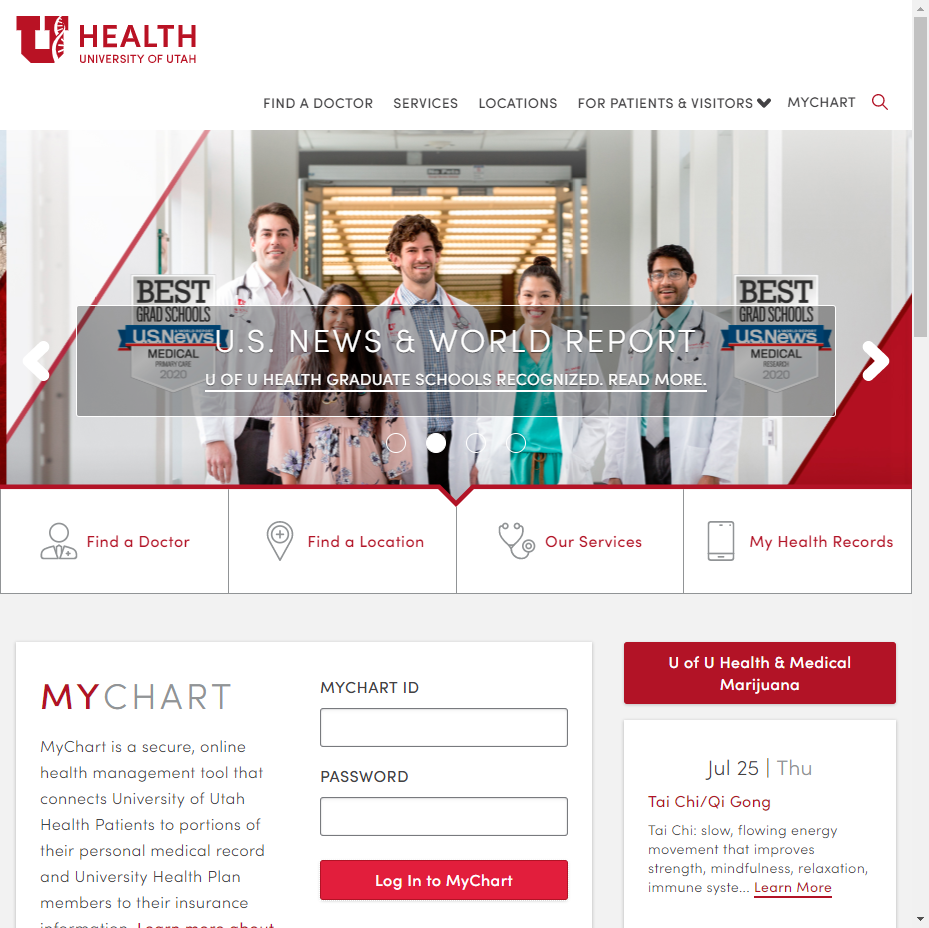 HEALTH
UNIVERSITY OF UTAH
FIND A DOCTOR SERVICES LOCATIONS FOR PATIENTS & VISITORS MYCHART
BEST
GRAD SCHOOLS
U.S.News
MEDICAL
PRIMARY CARE
2020
BEST
GRAD SCHOOLS
U.S.News
MEDICAL
RESEARCH
2020
U.S. NEWS & WORLD REPORT
U OF U HEALTH GRADUATE SCHOOLS RECOGNIZED. READ MORE.
Find a Doctor
Find a Location
Our Services
My Health Records
MYCHART
MyChart is a secure, online
health management tool that
connects University of Utah
Health Patients to portions of
their personal medical record
and University Health Plan
members to their insurance
information. Learn more about
MYCHART ID
PASSWORD
Log In to MyChart
U of U Health & Medical
Marijuana
Jul 25 | Thu
Tai Chi/Qi Gong
Tai Chi: slow, flowing energy
movement that improves
strength, mindfulness, relaxation,
immune syste... Learn More